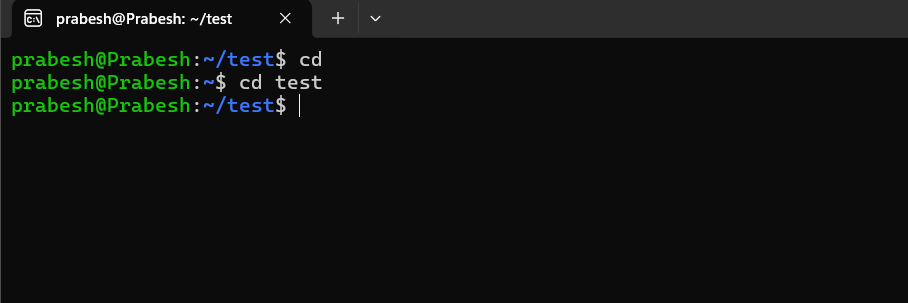 prabesh@Prabesh: ~/test
prabesh@Prabesh:~/test$ cd
prabesh@Prabesh:~$ cd test
prabesh@Prabesh:~/test$